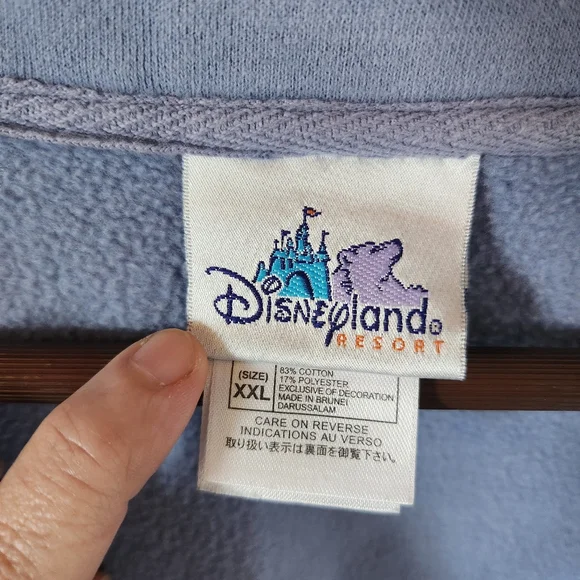 Disneyland®
RESORT
(SIZE)
XXL
83% COTTON
17% POLYESTER
EXCLUSIVE OF DECORATION
MADE IN BRUNEI
DARUSSALAM
CARE ON REVERSE
INDICATIONS AU VERSO
取り扱い表示は裏面を御覧下さい。